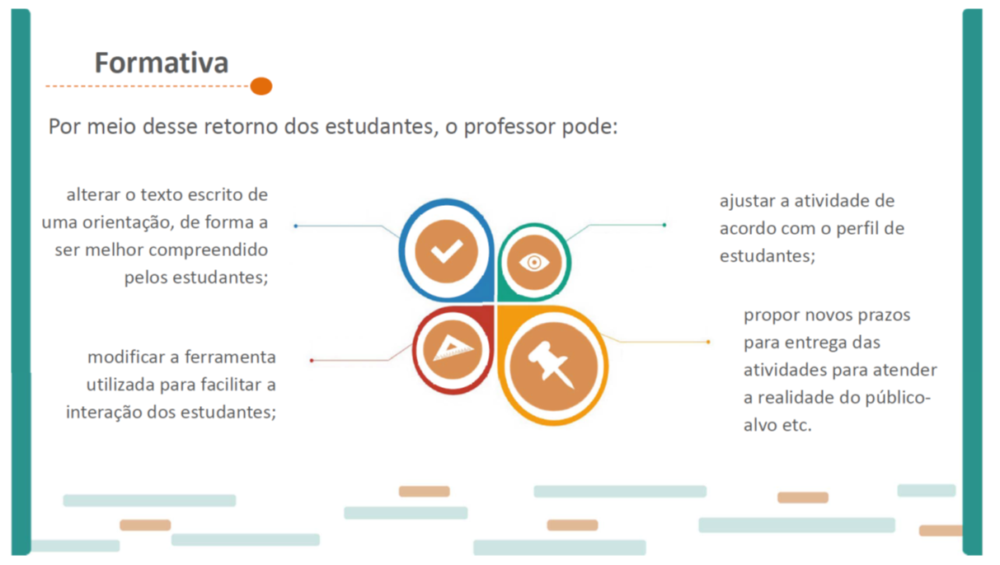 Formativa
Por meio desse retorno dos estudantes, o professor pode:
alterar o texto escrito de
uma orientação, de forma a
ser melhor compreendido
pelos estudantes;
ajustar a atividade de
acordo com o perfil de
estudantes;
modificar a ferramenta
utilizada para facilitar a
interação dos estudantes;
propor novos prazos
para entrega das
atividades para atender
a realidade do público-
alvo etc.